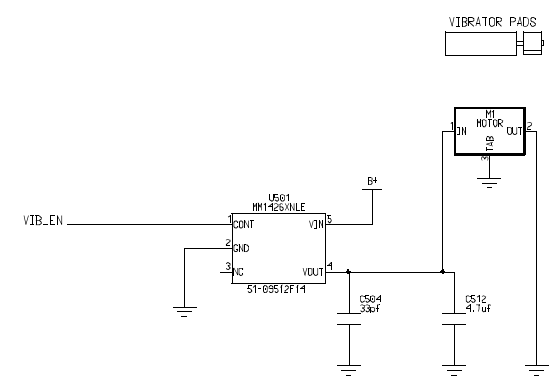 VIBRATOR PADS
M1
MOTOR
1 IN OUT 2
TAB
3
B+
U501
MM1426XNLE
VIB_EN
1 CONT VIN 5
2 GND
3 NC VOUT 4
51-09512F14
C504
33pf
C512
4.7uf